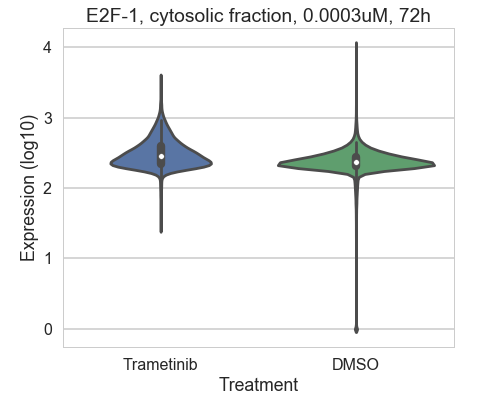 E2F-1, cytosolic fraction, 0.0003uM, 72h
Expression (log10)
4
3
2
1
0
Trametinib DMSO
Treatment